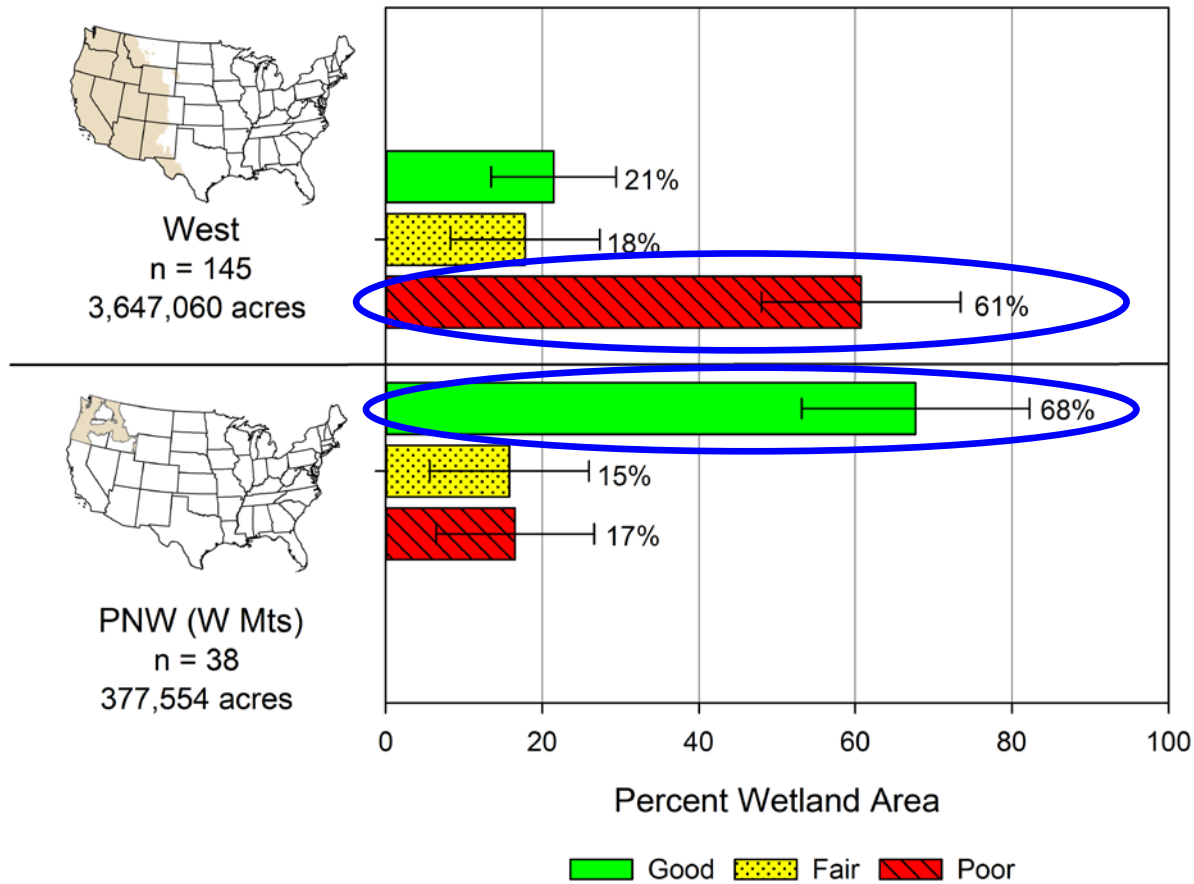 West
n = 145
3,647,060 acres
21%
18%
61%
PNW (W Mts)
n = 38
377,554 acres
68%
15%
17%
0 20 40 60 80 100
Percent Wetland Area
Good Fair Poor